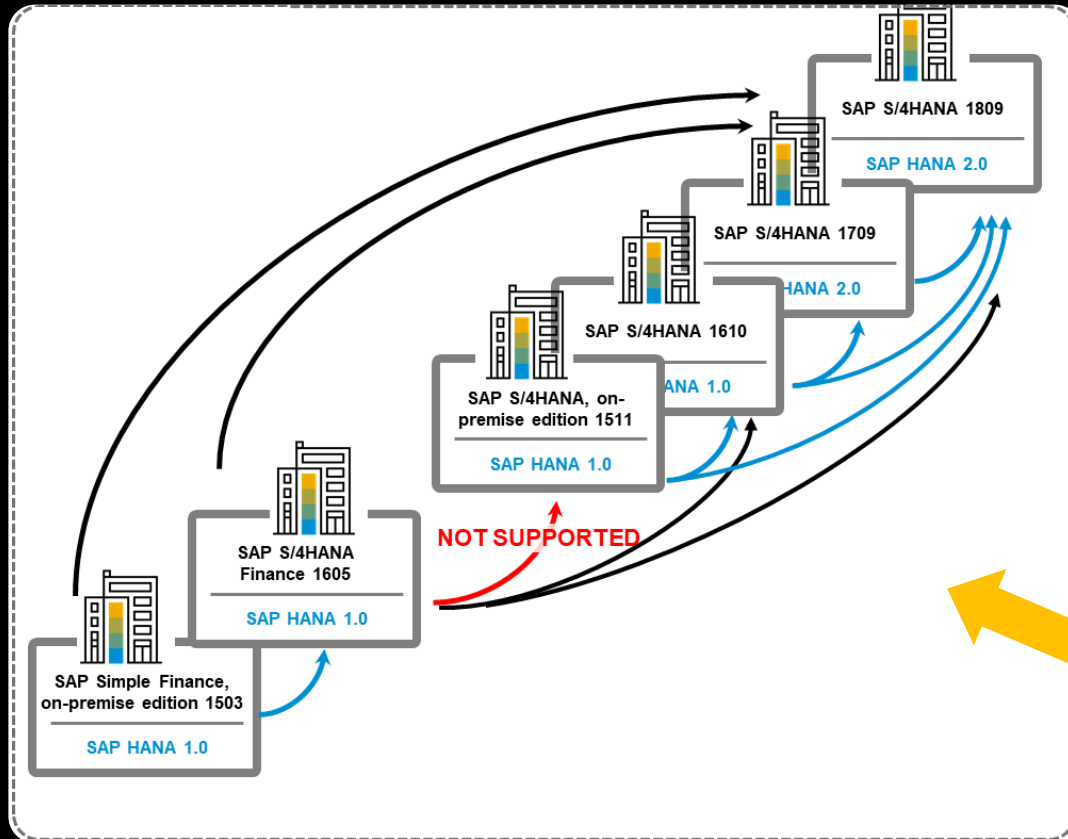 SAP S/4HANA 1809
SAP HANA 2.0
SAP S/4HANA 1709
HANA 2.0
SAP S/4HANA 1610
ANA 1.0
SAP S/4HANA, on-
premise edition 1511
SAP HANA 1.0
NOT SUPPORTED
SAP S/4HANA
Finance 1605
SAP HANA 1.0
SAP Simple Finance,
on-premise edition 1503
SAP HANA 1.0